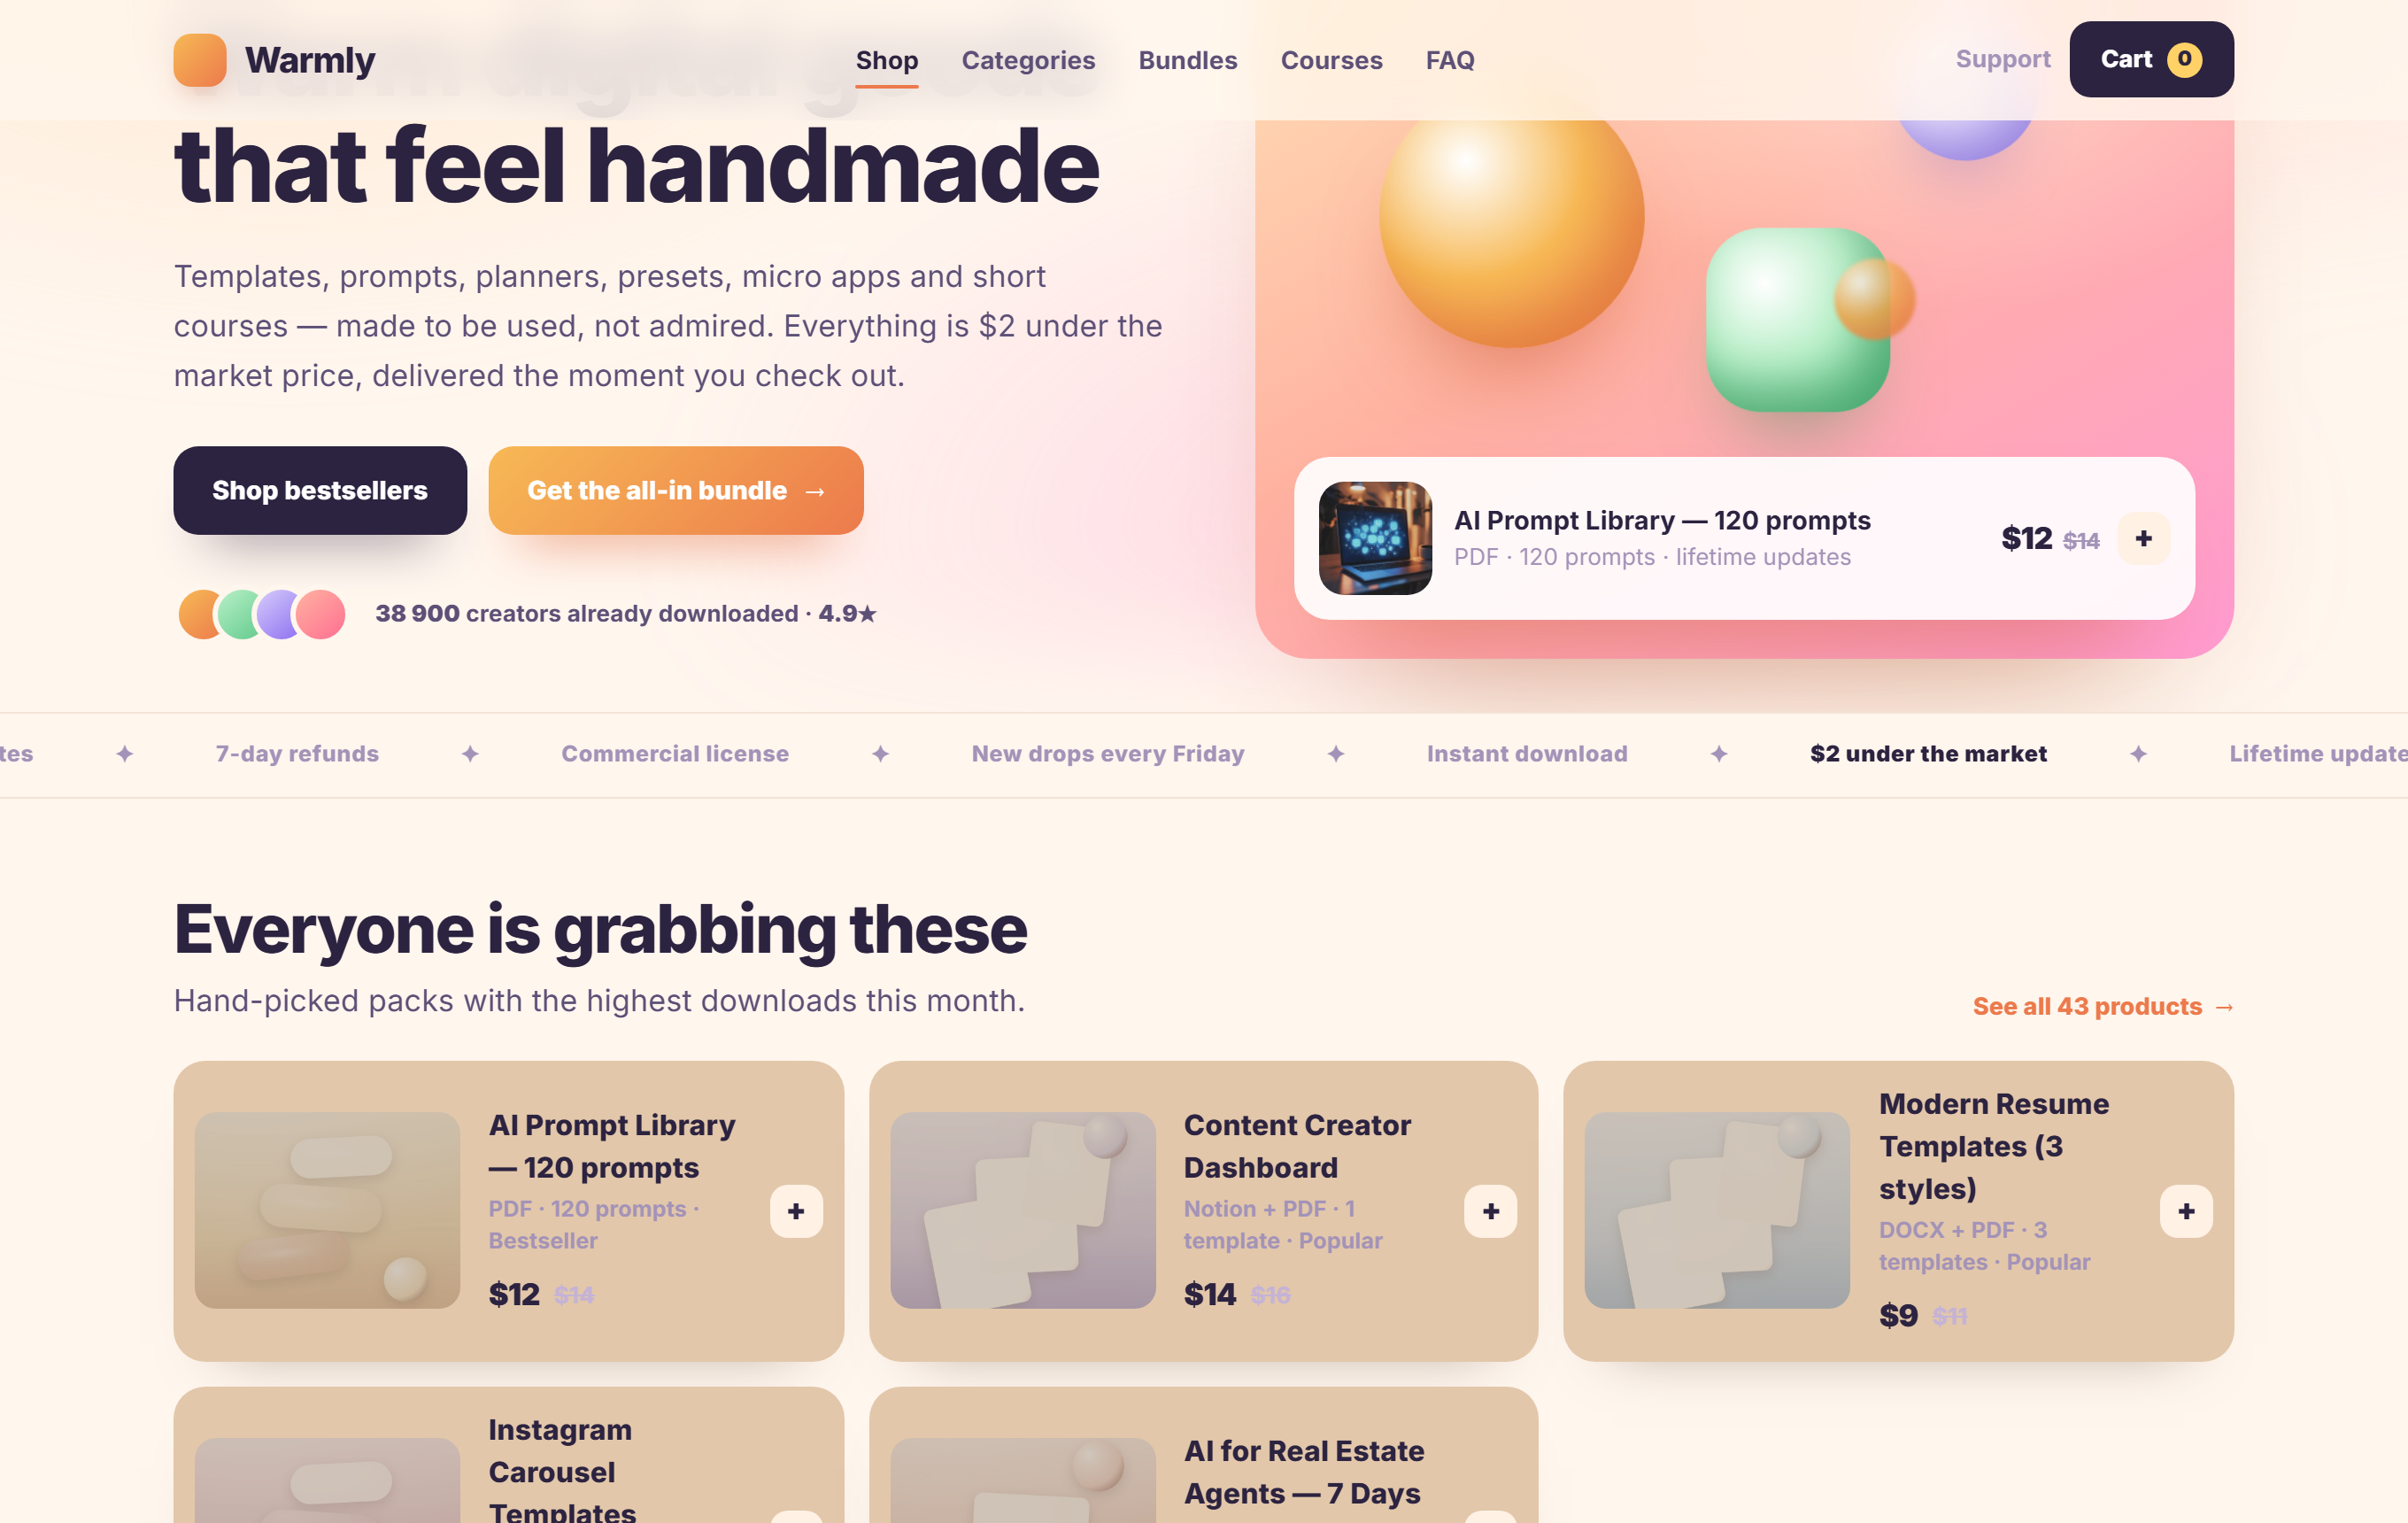 Warmly
Shop
Categories
Bundles
Courses
FAQ
Support
Cart 0
that feel handmade
Templates, prompts, planners, presets, micro apps and short
courses — made to be used, not admired. Everything is $2 under the
market price, delivered the moment you check out.
Shop bestsellers
Get the all-in bundle →
38 900 creators already downloaded · 4.9★
AI Prompt Library — 120 prompts
PDF · 120 prompts · lifetime updates
$12 $14
+
tes ✦ 7-day refunds ✦ Commercial license ✦ New drops every Friday ✦ Instant download ✦ $2 under the market ✦ Lifetime update
Everyone is grabbing these
Hand-picked packs with the highest downloads this month.
See all 43 products →
AI Prompt Library
— 120 prompts
PDF · 120 prompts ·
Bestseller
$12 $14
+
Content Creator
Dashboard
Notion + PDF · 1
template · Popular
$14 $16
+
Modern Resume
Templates (3
styles)
DOCX + PDF · 3
templates · Popular
$9 $11
+
Instagram
Carousel
Templates
AI for Real Estate
Agents — 7 Days